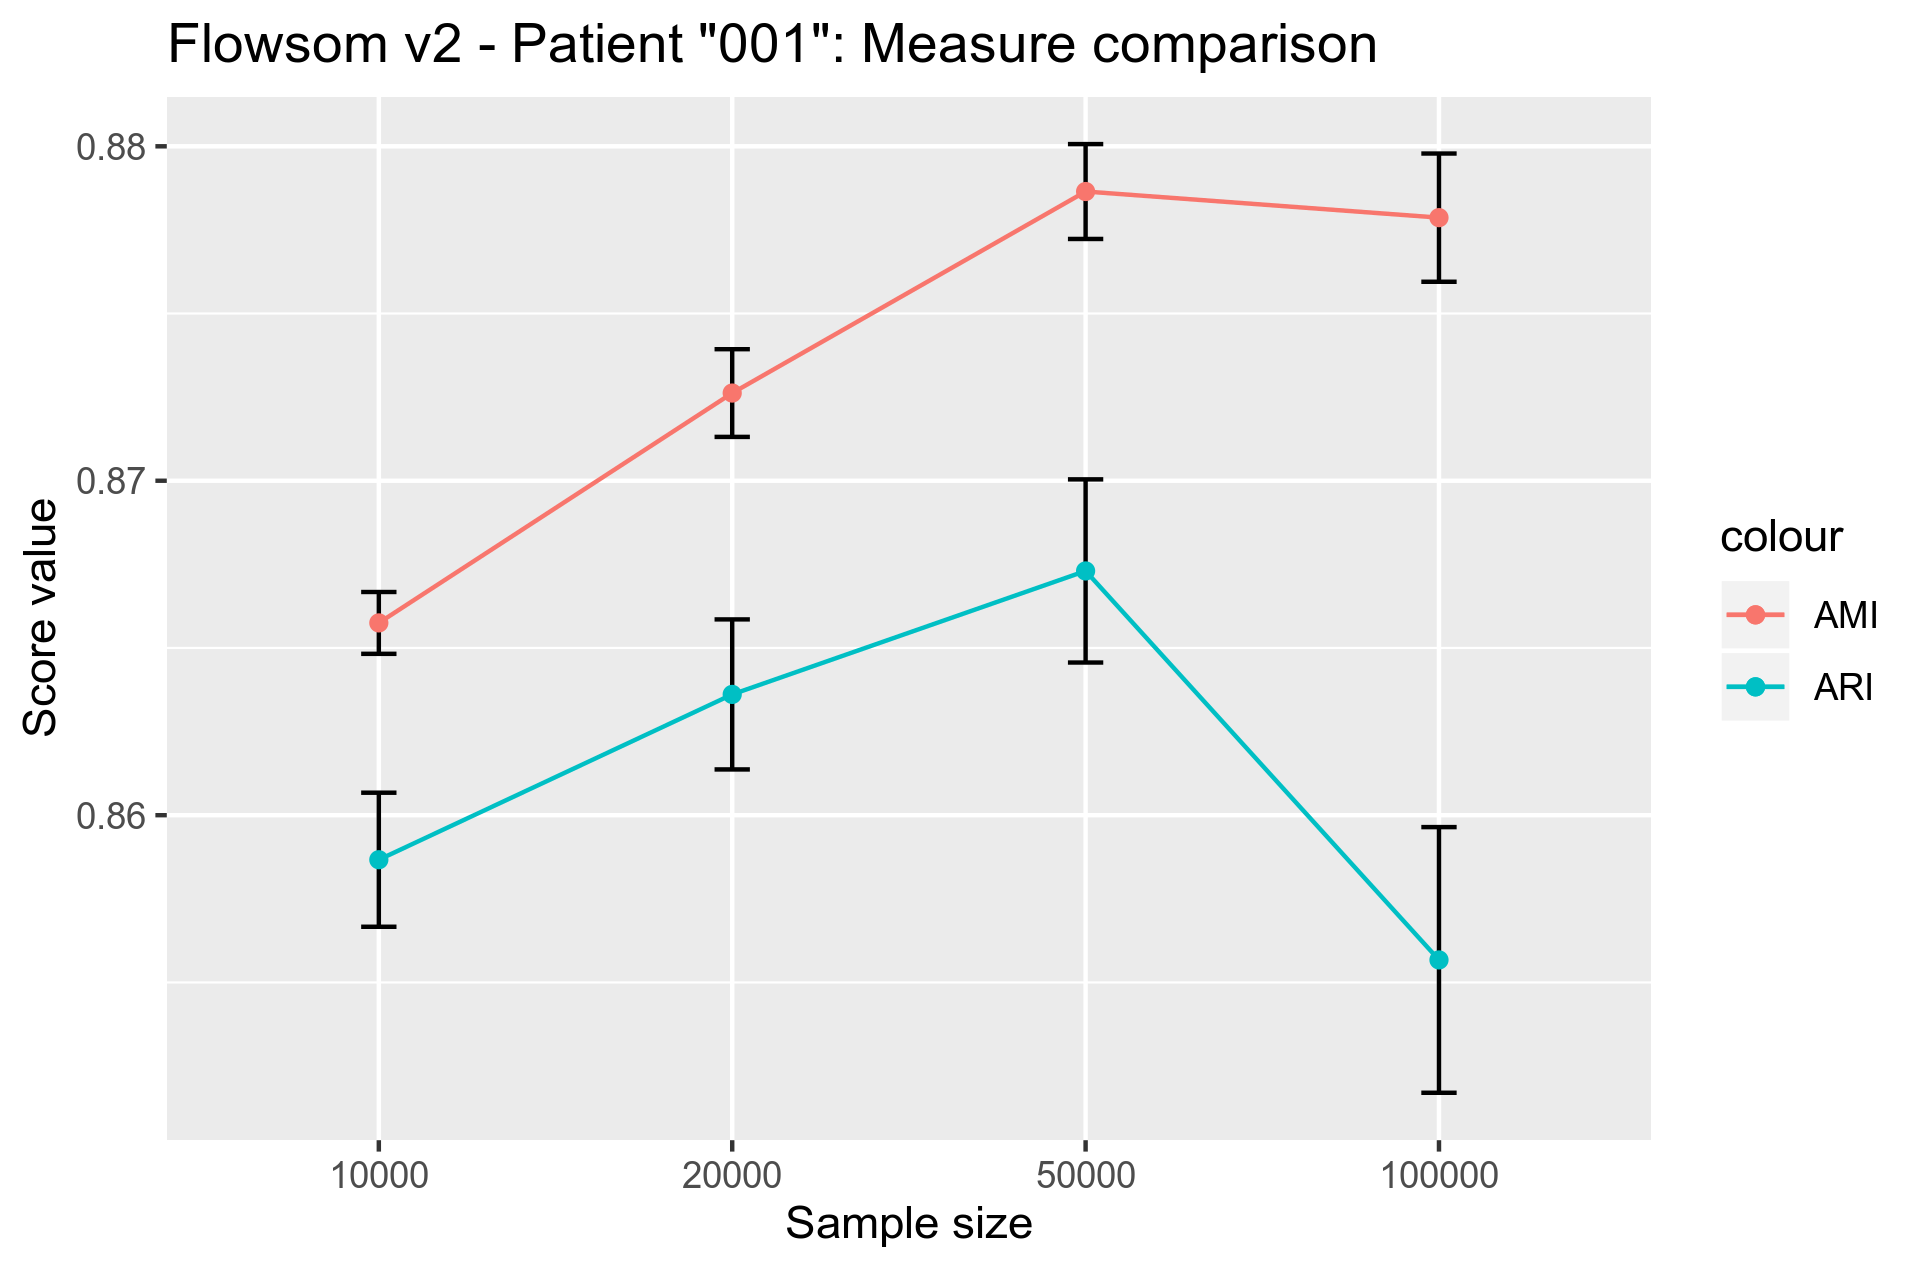 Flowsom v2 - Patient "001": Measure comparison
0.88
0.87
0.86
Score value
10000 20000 50000 100000
Sample size
colour
AMI
ARI